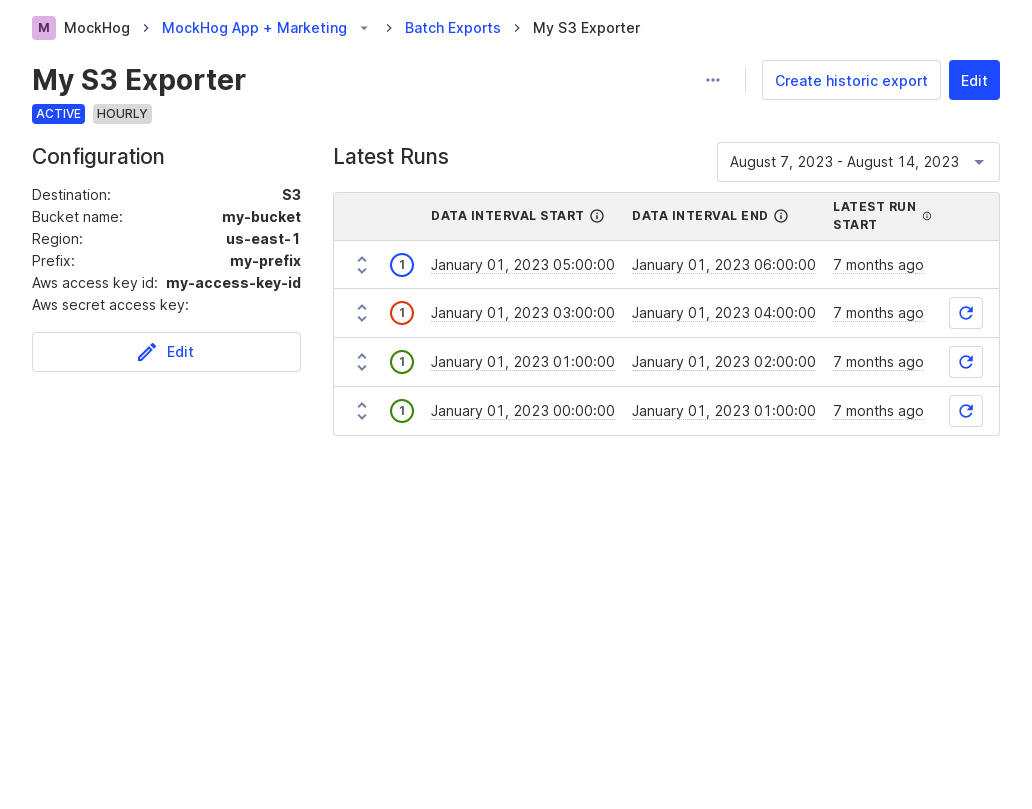 M MockHog MockHog App + Marketing Batch Exports My S3 Exporter
My S3 Exporter
Create historic export Edit
ACTIVE HOURLY
Configuration
Destination: S3
Bucket name: my-bucket
Region: us-east-1
Prefix: my-prefix
Aws access key id: my-access-key-id
Aws secret access key:
Edit
Latest Runs
August 7, 2023 - August 14, 2023
DATA INTERVAL START DATA INTERVAL END LATEST RUN
START
1 January 01, 2023 05:00:00 January 01, 2023 06:00:00 7 months ago
1 January 01, 2023 03:00:00 January 01, 2023 04:00:00 7 months ago
1 January 01, 2023 01:00:00 January 01, 2023 02:00:00 7 months ago
1 January 01, 2023 00:00:00 January 01, 2023 01:00:00 7 months ago